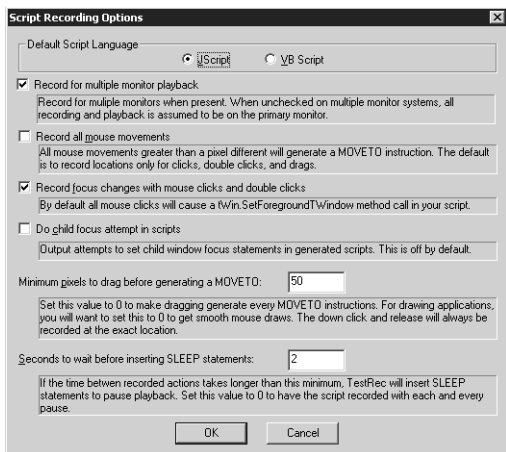 Script Recording Options
Default Script Language
JScript
VB Script
Record for multiple monitor playback
Record for muliple monitors when present. When unchecked on multiple monitor systems, all
recording and playback is assumed to be on the primary monitor.
Record all mouse movements
All mouse movements greater than a pixel different will generate a MOVETO instruction. The default
is to record locations only for clicks, double clicks, and drags.
Record focus changes with mouse clicks and double clicks
By default all mouse clicks will cause a tWin.SetForegroundTWindow method call in your script.
Do child focus attempt in scripts
Output attempts to set child window focus statements in generated scripts. This is off by default.
Minimum pixels to drag before generating a MOVETO:
50
Set this value to 0 to make dragging generate every MOVETO instructions. For drawing applications,
you will want to set this to 0 to get smooth mouse draws. The down click and release will always be
recorded at the exact location.
Seconds to wait before inserting SLEEP statements:
2
If the time betwen recorded actions takes longer than this minimum, TestRec will insert SLEEP
statements to pause playback. Set this value to 0 to have the script recorded with each and every
pause.
OK
Cancel